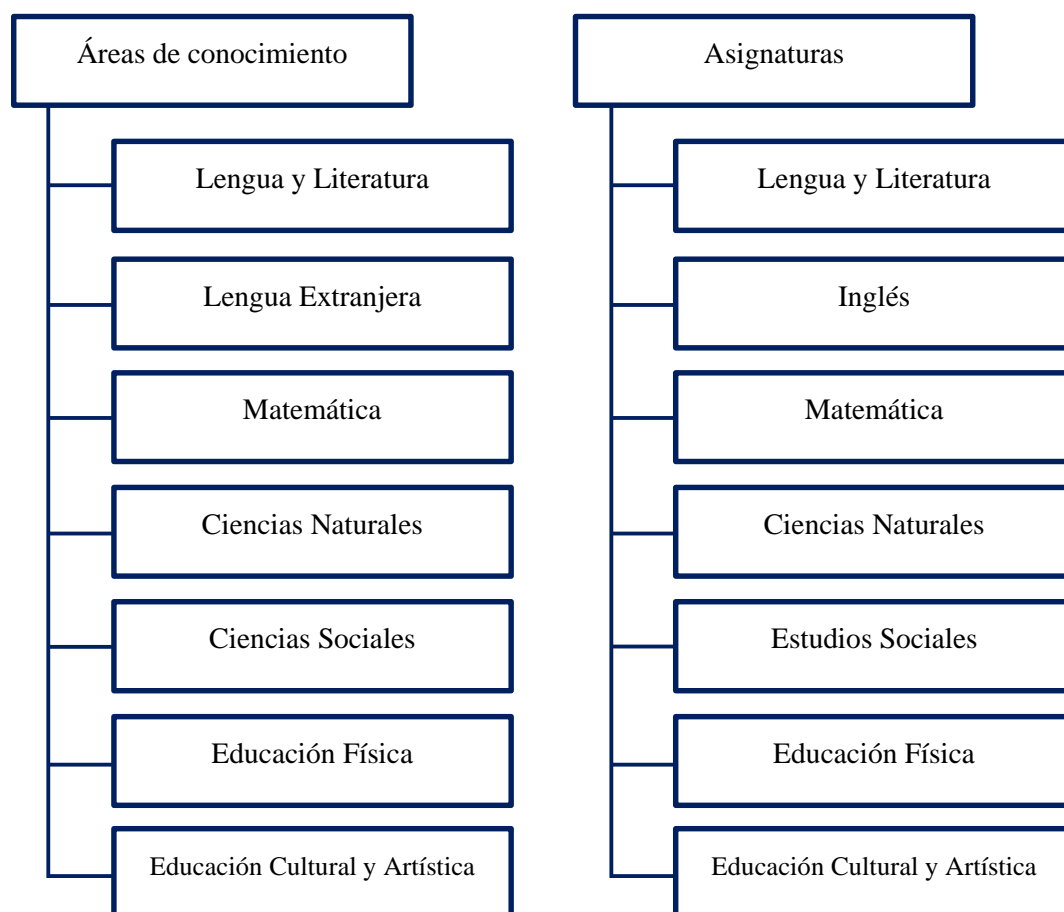 Áreas de conocimiento
Lengua y Literatura
Lengua Extranjera
Matemática
Ciencias Naturales
Ciencias Sociales
Educación Física
Educación Cultural y Artística
Asignaturas
Lengua y Literatura
Inglés
Matemática
Ciencias Naturales
Estudios Sociales
Educación Física
Educación Cultural y Artística